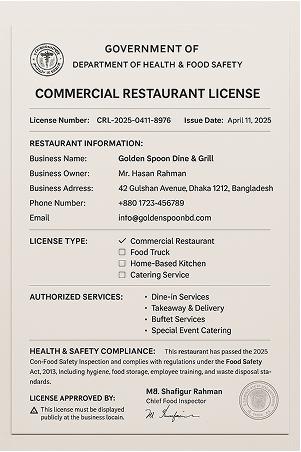 GOVERNMENT OF
DEPARTMENT OF HEALTH & FOOD SAFETY
COMMERCIAL RESTAURANT LICENSE
License Number: CRL-2025-0411-8976 Issue Date: April 11, 2025
RESTAURANT INFORMATION:
Business Name: Golden Spoon Dine & Grill
Business Owner: Mr. Hasan Rahman
Business Adrress: 42 Gulshan Avenue, Dhaka 1212, Bangladesh
Phone Number: +880 1723-456789
Email info@goldenspoonbd.com
LICENSE TYPE: ✓ Commercial Restaurant
☐ Food Truck
☐ Home-Based Kitchen
☐ Catering Service
AUTHORIZED SERVICES: • Dine-in Services
• Takeaway & Delivery
• Buftet Services
• Special Event Catering
HEALTH & SAFETY COMPLIANCE: This restaurant has passed the 2025
Con-Food Safety Inspection and complies with regulations under the Food Safety
Act, 2013, including hygiene, food storage, employee training, and waste disposal sta-
ndards.
LICENSE APPPROVED BY: M8. Shafigur Rahman
Chlef Food Inspector
⚠ This license must be displayed
publicly at the business locain.